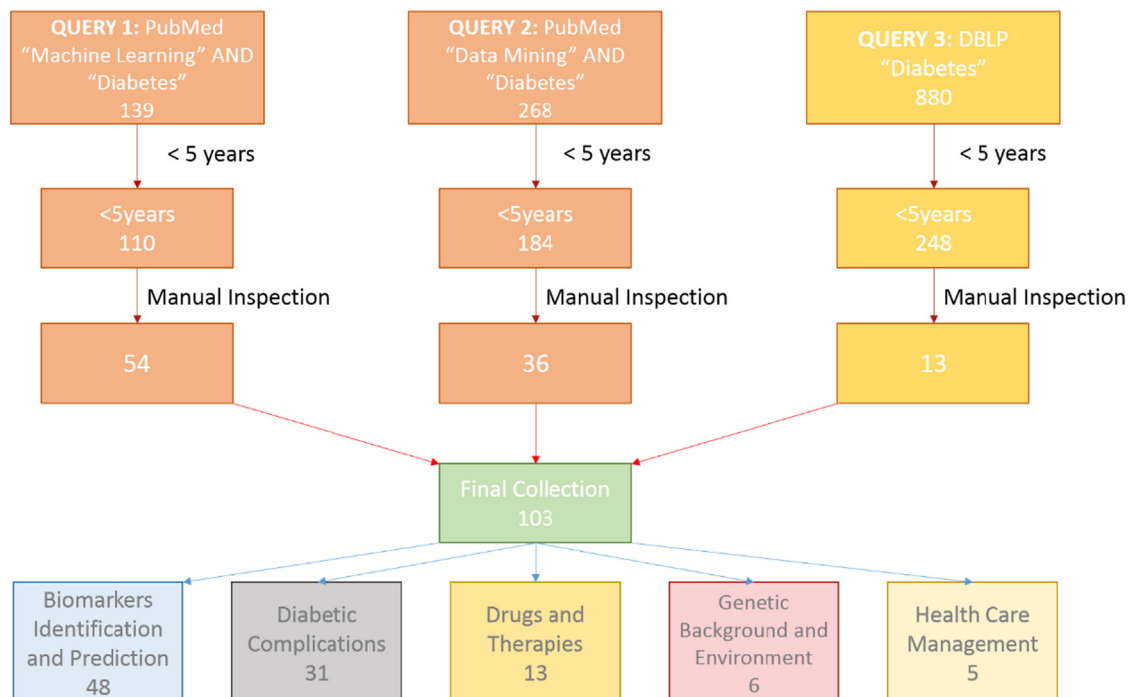 QUERY 1: PubMed
“Machine Learning” AND
“Diabetes”
139
QUERY 2: PubMed
“Data Mining” AND
“Diabetes”
268
QUERY 3: DBLP
“Diabetes”
880
< 5 years
< 5 years
< 5 years
<5years
110
<5years
184
<5years
248
Manual Inspection
Manual Inspection
Manual Inspection
54
36
13
Final Collection
103
Biomarkers
Identification
and Prediction
48
Diabetic
Complications
31
Drugs and
Therapies
13
Genetic
Background and
Environment
6
Health Care
Management
5